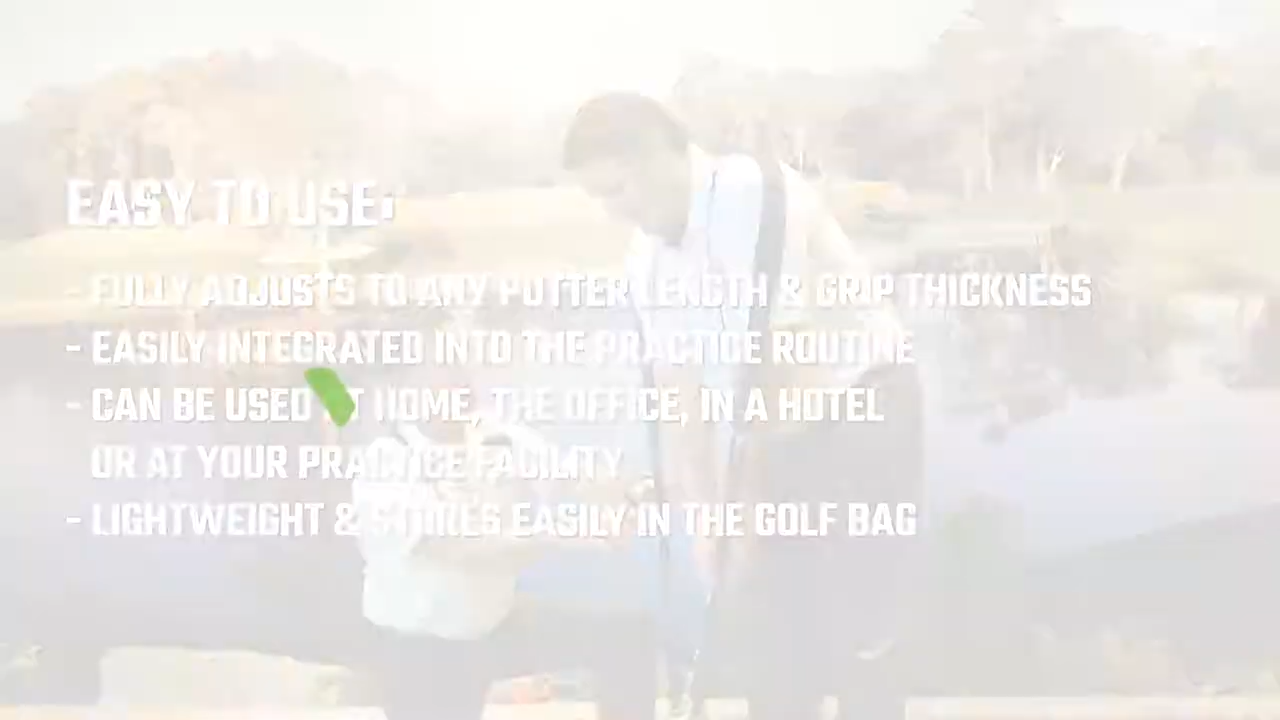 EASY TO USE:
- FULLY ADJUSTS TO ANY PUTTER LENGTH & GRIP THICKNESS
- EASILY INTEGRATED INTO THE PRACTICE ROUTINE
- CAN BE USED AT HOME, THE OFFICE, IN A HOTEL
OR AT YOUR PRACTICE FACILITY
- LIGHTWEIGHT & STORES EASILY IN THE GOLF BAG